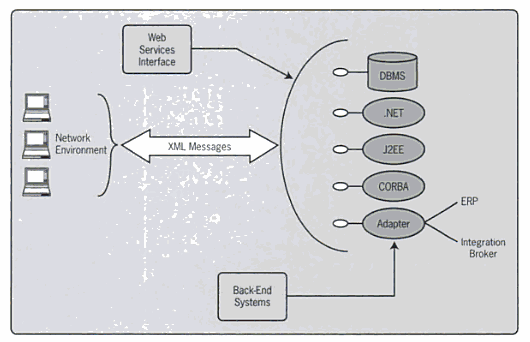 Web
Services
Interface
DBMS
.NET
Network
Environment
XML Messages
J2EE
CORBA
ERP
Adapter
Integration
Broker
Back-End
Systems